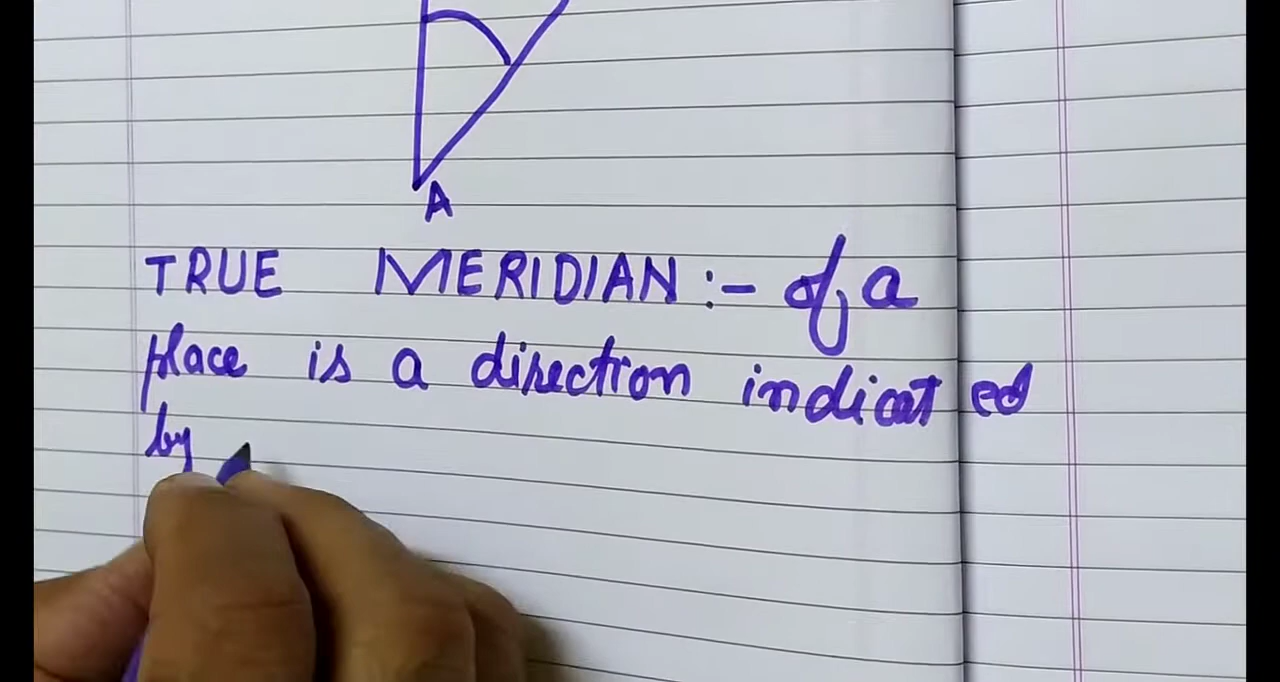 A
TRUE MERIDIAN :- of a
place is a direction indicated
by